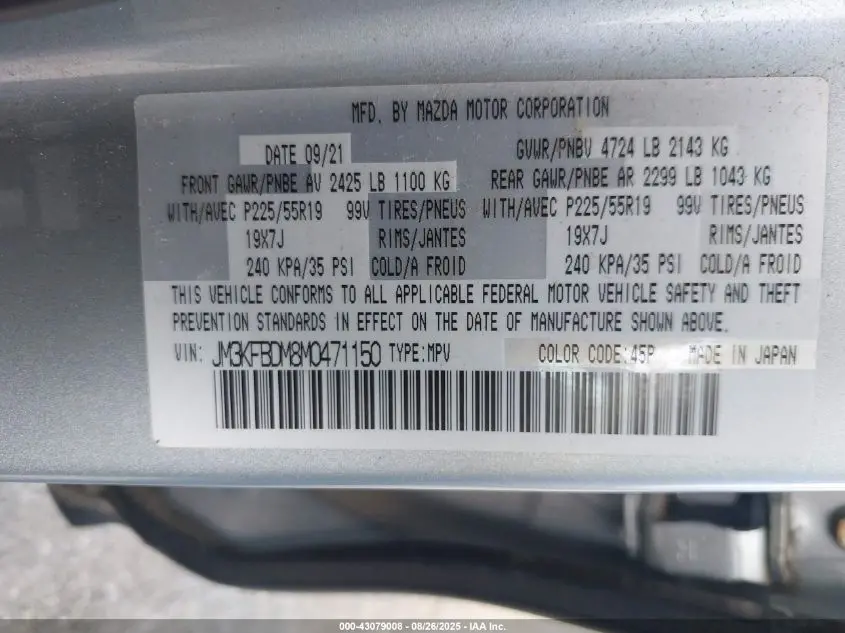 MFD. BY MAZDA MOTOR CORPORATION
DATE 09/21 GVWR/PNBV 4724 LB 2143 KG
FRONT GAWR/PNBE AV 2425 LB 1100 KG REAR GAWR/PNBE AR 2299 LB 1043 KG
WITH/AVEC P225/55R19 99V TIRES/PNEUS WITH/AVEC P225/55R19 99V TIRES/PNEUS
19X7J RIMS/JANTES 19X7J RIMS/JANTES
240 KPA/35 PSI COLD/A FROID 240 KPA/35 PSI COLD/A FROID
THIS VEHICLE CONFORMS TO ALL APPLICABLE FEDERAL MOTOR VEHICLE SAFETY AND THEFT
PREVENTION STANDARDS IN EFFECT ON THE DATE OF MANUFACTURE SHOWN ABOVE.
VIN: JM3KFBDM8M0471150 TYPE:MPV COLOR CODE:45P MADE IN JAPAN
000-43079008 - 08/26/2025 - IAA Inc.